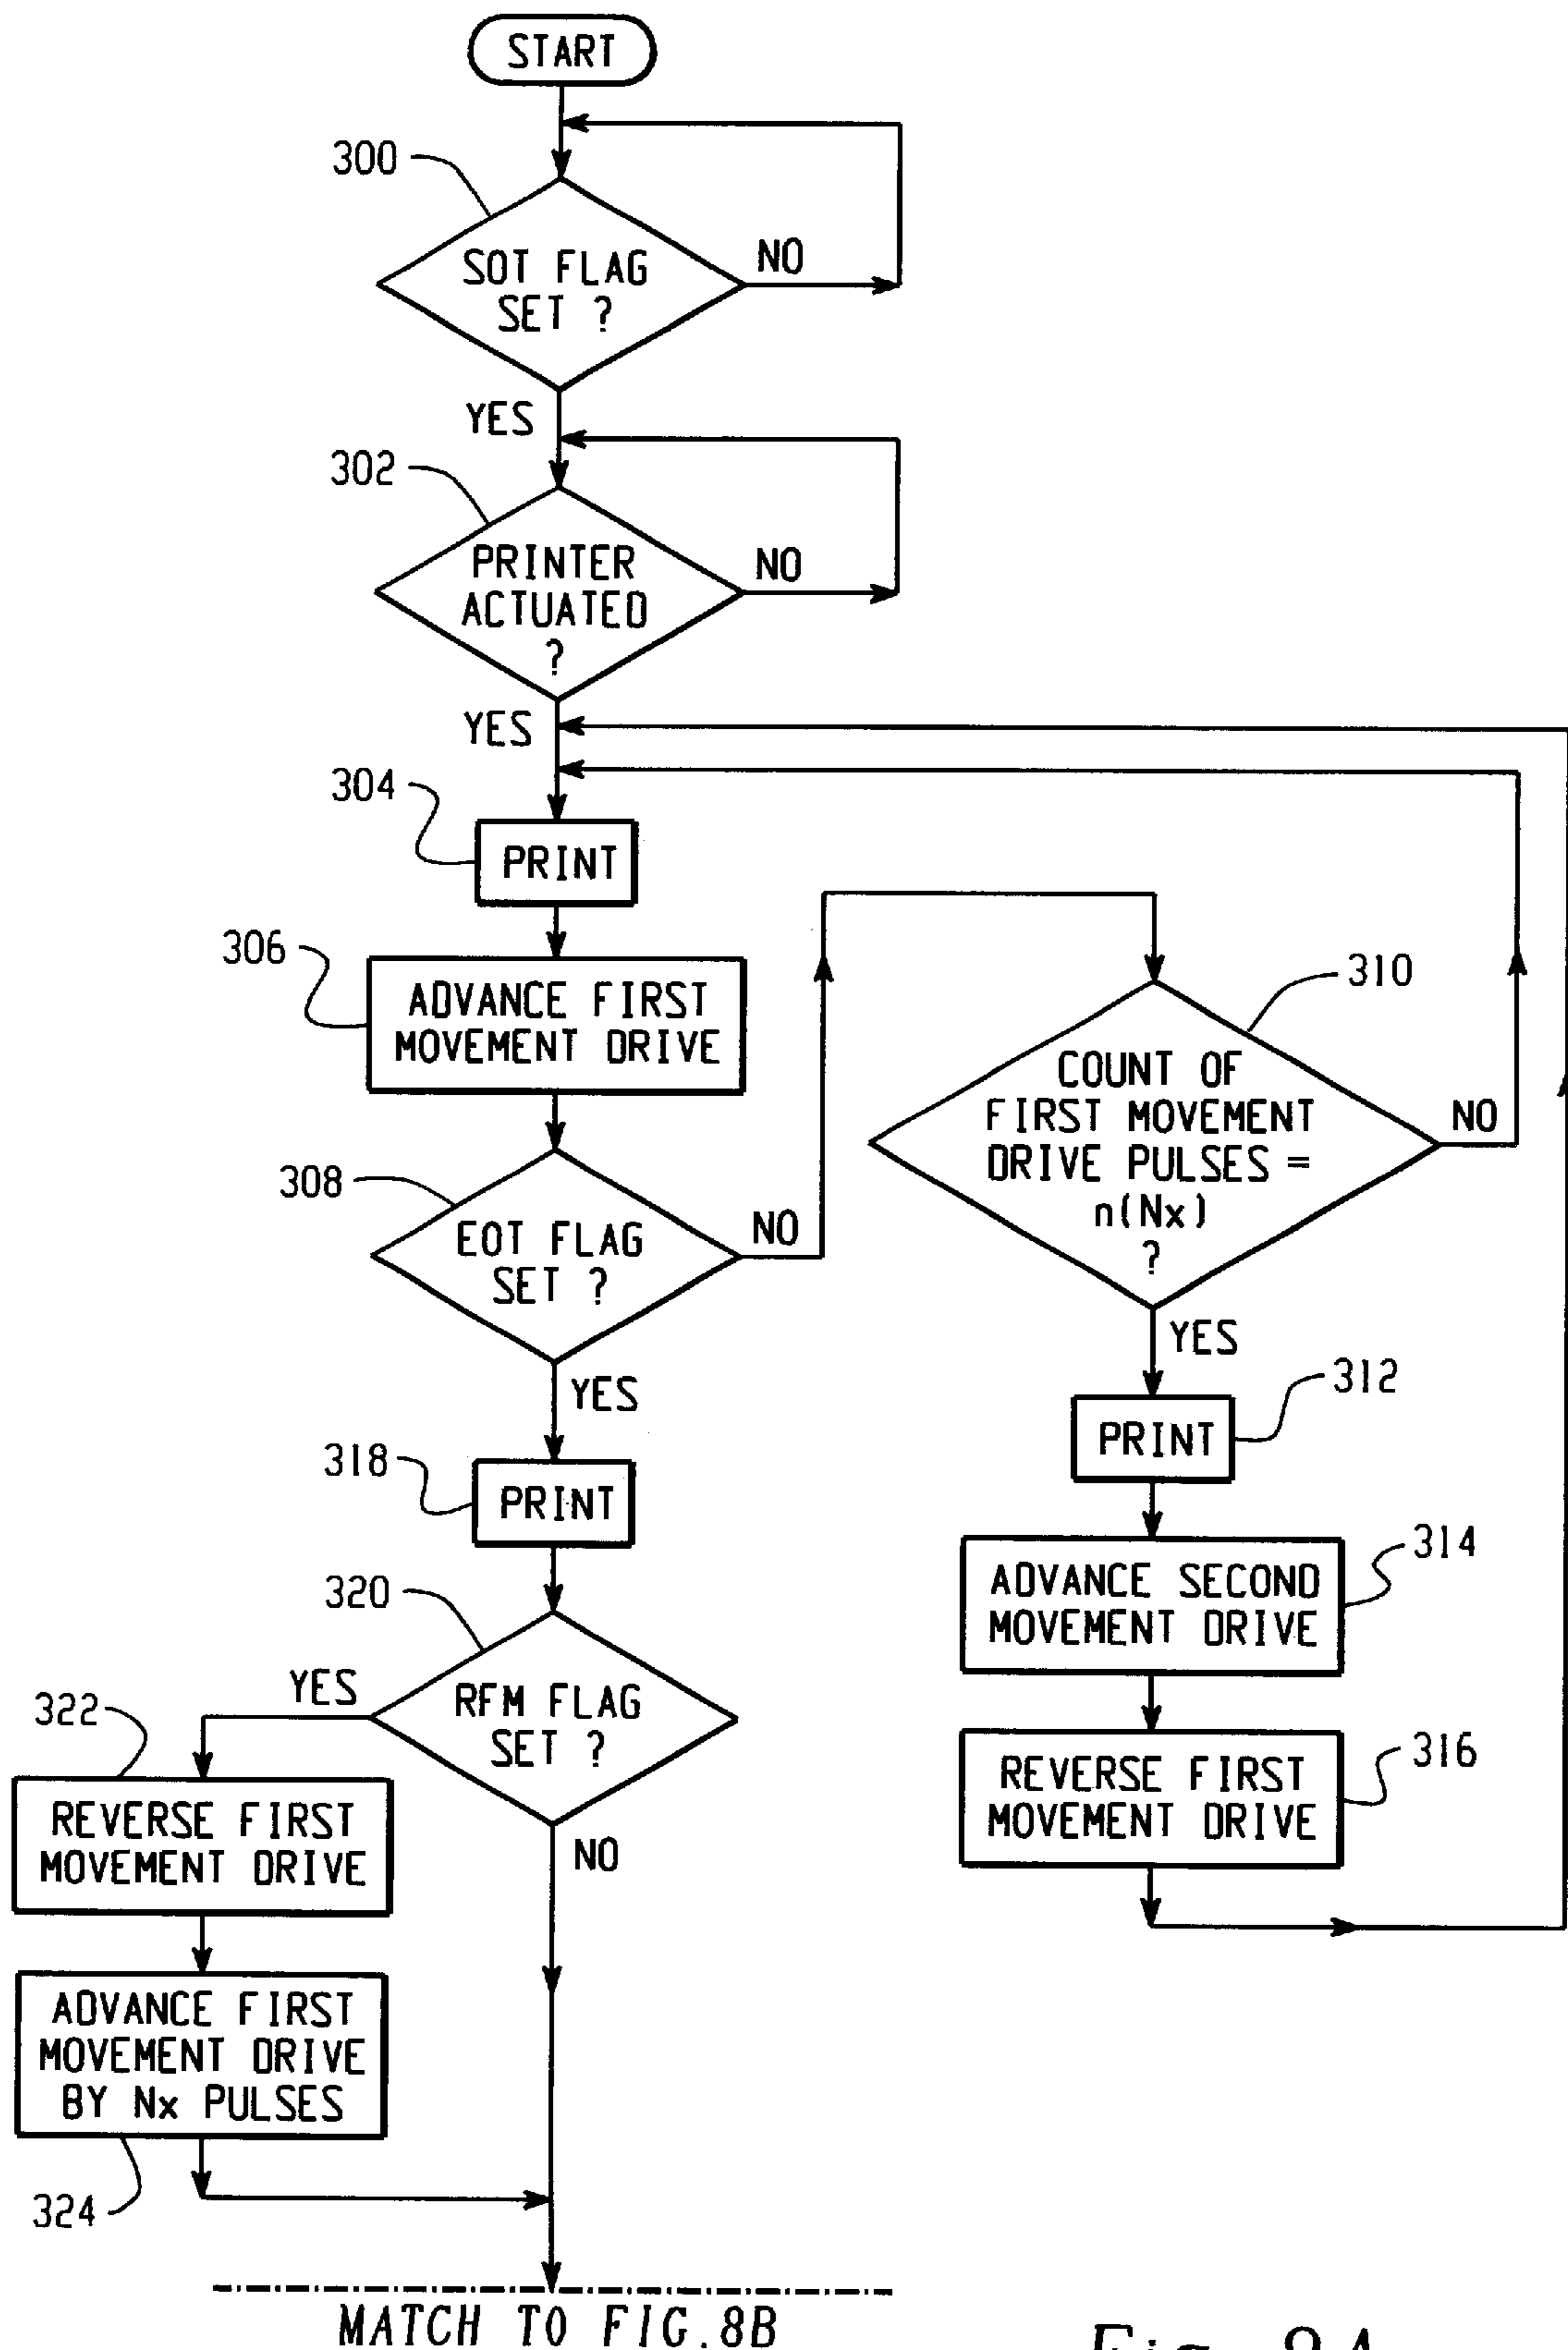 START
300
SOT FLAG
SET ?
NO
YES
302
PRINTER
ACTUATED
?
NO
YES
304
PRINT
306
ADVANCE FIRST
MOVEMENT DRIVE
308
EOT FLAG
SET ?
NO
310
COUNT OF
FIRST MOVEMENT
DRIVE PULSES =
n(Nx)
?
NO
YES
312
PRINT
314
ADVANCE SECOND
MOVEMENT DRIVE
316
REVERSE FIRST
MOVEMENT DRIVE
YES
318
PRINT
320
RFM FLAG
SET ?
YES
NO
322
REVERSE FIRST
MOVEMENT DRIVE
ADVANCE FIRST
MOVEMENT DRIVE
BY Nx PULSES
324
MATCH TO FIG.8B